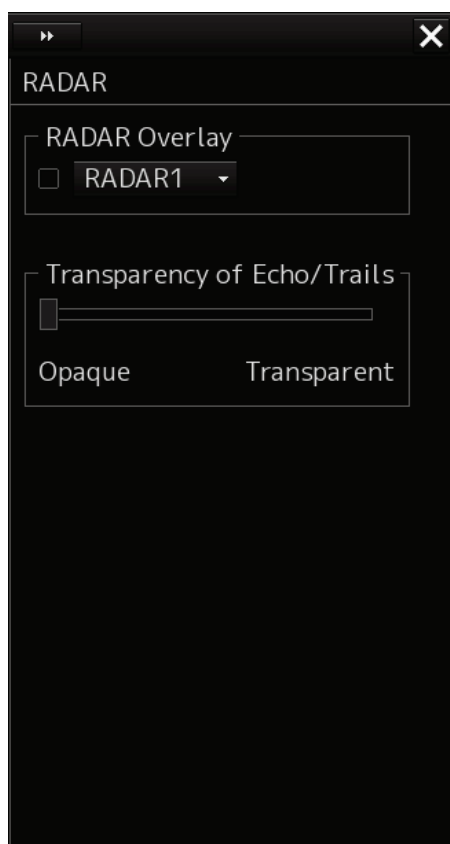 RADAR
RADAR Overlay
RADAR1
Transparency of Echo/Trails
Opaque Transparent